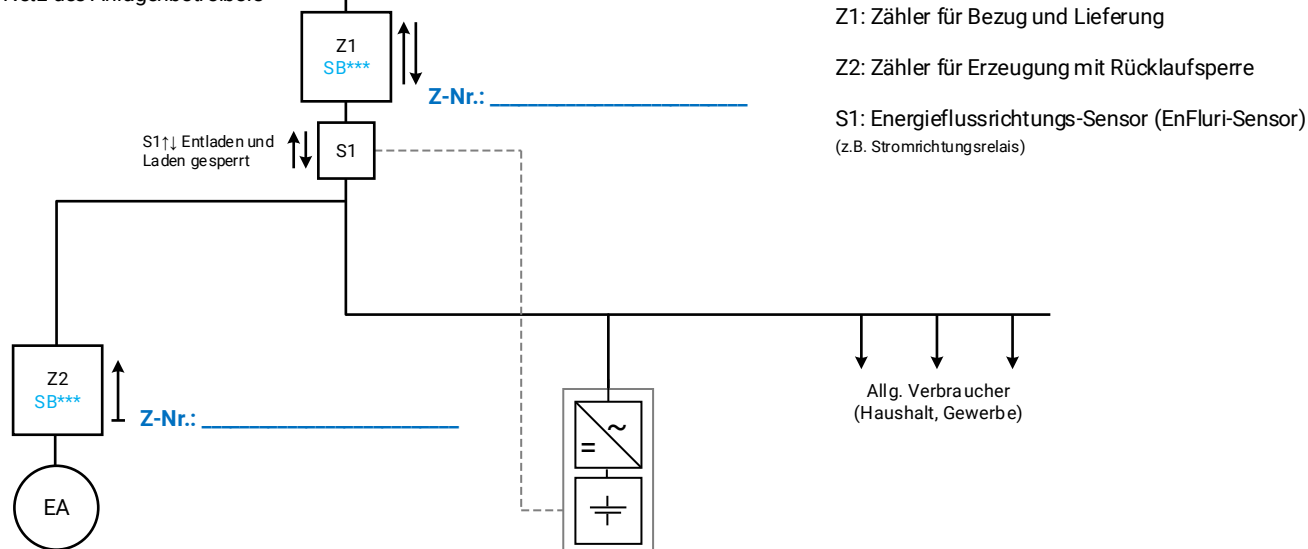 Netz des Anlagenbetreibers
Z1: Zähler für Bezug und Lieferung
Z1
SB***
Z2: Zähler für Erzeugung mit Rücklaufsperre
Z-Nr.: ___________________________
S1: Energieflussrichtungs-Sensor (EnFluri-Sensor)
(z.B. Stromrichtungsrelais)
S1↑↓ Entladen und
Laden gesperrt
S1
Z2
SB***
Z-Nr.: ___________________________
Allg. Verbraucher
(Haushalt, Gewerbe)
~
=
EA